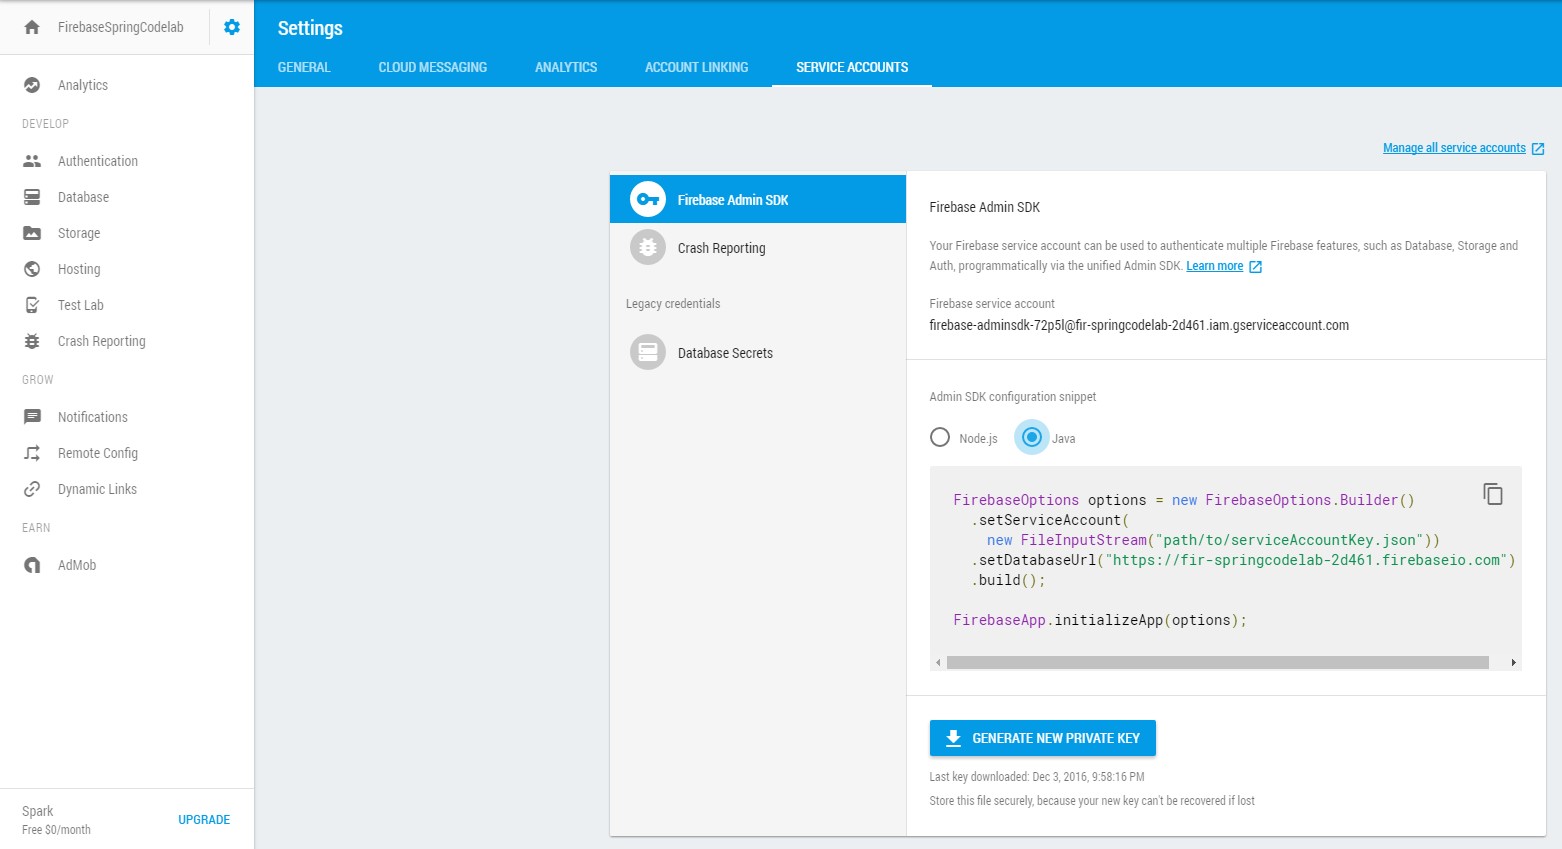 FirebaseSpringCodelab
Analytics
DEVELOP
Authentication
Database
Storage
Hosting
Test Lab
Crash Reporting
GROW
Notifications
Remote Config
Dynamic Links
EARN
AdMob
Spark
Free $0/month
UPGRADE
Settings
GENERAL CLOUD MESSAGING ANALYTICS ACCOUNT LINKING SERVICE ACCOUNTS
Manage all service accounts
Firebase Admin SDK
Crash Reporting
Legacy credentials
Database Secrets
Firebase Admin SDK
Your Firebase service account can be used to authenticate multiple Firebase features, such as Database, Storage and
Auth, programmatically via the unified Admin SDK. Learn more
Firebase service account
firebase-adminsdk-72p5l@fir-springcodelab-2d461.iam.gserviceaccount.com
Admin SDK configuration snippet
Node.js Java
FirebaseOptions options = new FirebaseOptions.Builder()
  .setServiceAccount(
    new FileInputStream("path/to/serviceAccountKey.json"))
  .setDatabaseUrl("https://fir-springcodelab-2d461.firebaseio.com")
  .build();
FirebaseApp.initializeApp(options);
GENERATE NEW PRIVATE KEY
Last key downloaded: Dec 3, 2016, 9:58:16 PM
Store this file securely, because your new key can't be recovered if lost